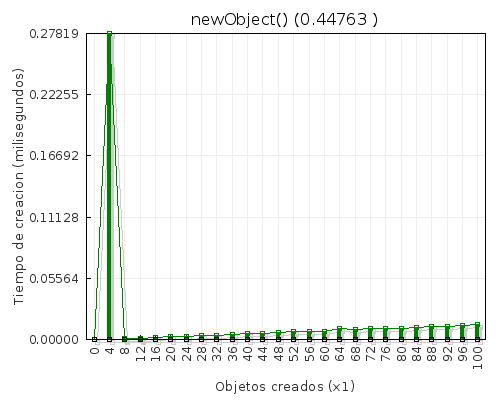 newObject() (0.44763 )
0.27819
0.22255
0.16692
0.11128
0.05564
0.00000
Tiempo de creacion (milisegundos)
0 4 8 12 16 20 24 28 32 36 40 44 48 52 56 60 64 68 72 76 80 84 88 92 96 100
Objetos creados (x1)